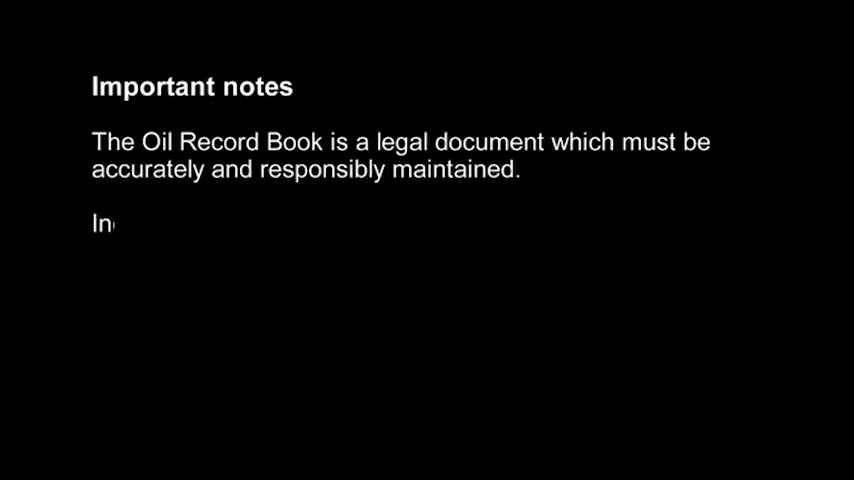 Important notes
The Oil Record Book is a legal document which must be
accurately and responsibly maintained.
In